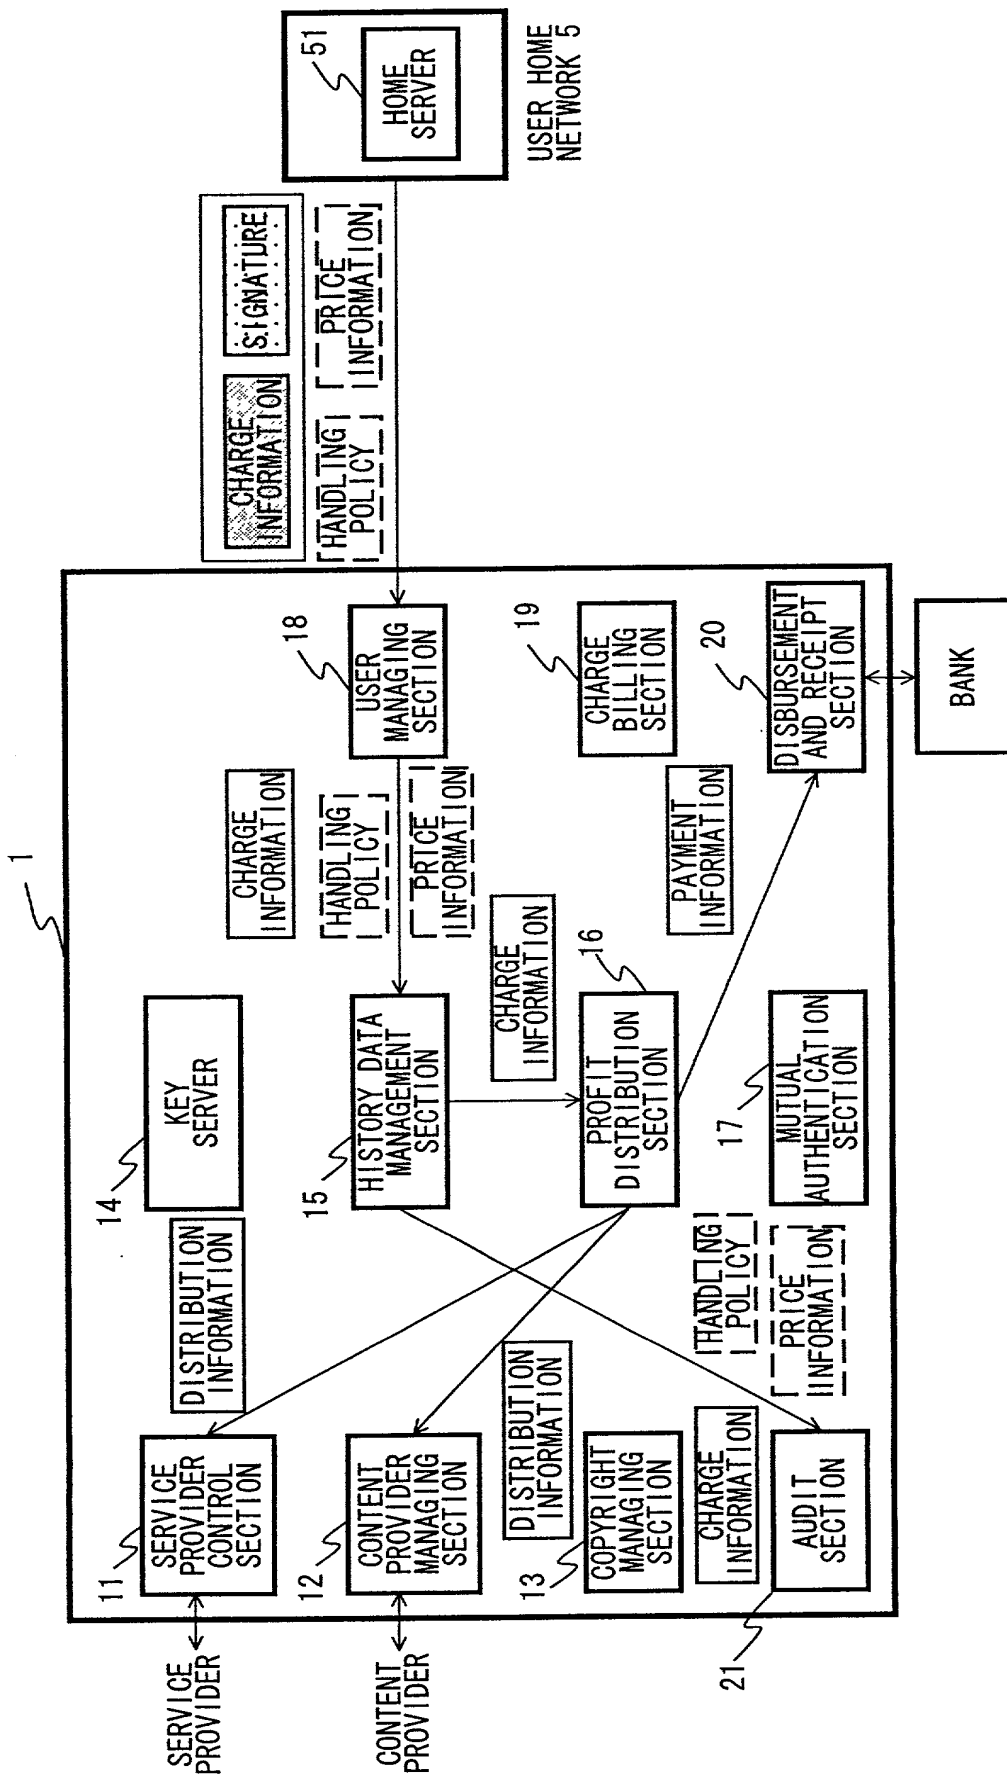 1
SERVICE
PROVIDER
11
SERVICE
PROVIDER
CONTROL
SECTION
DISTRIBUTION
INFORMATION
14
KEY
SERVER
CONTENT
PROVIDER
12
CONTENT
PROVIDER
MANAGING
SECTION
DISTRIBUTION
INFORMATION
15
HISTORY DATA
MANAGEMENT
SECTION
CHARGE
INFORMATION
HANDLING
POLICY
PRICE
INFORMATION
18
USER
MANAGING
SECTION
CHARGE
INFORMATION
SIGNATURE
HANDLING
POLICY
PRICE
INFORMATION
51
HOME
SERVER
USER HOME
NETWORK 5
13
COPYRIGHT
MANAGING
SECTION
CHARGE
INFORMATION
16
PROFIT
DISTRIBUTION
SECTION
19
CHARGE
BILLING
SECTION
CHARGE
INFORMATION
HANDLING
POLICY
PRICE
INFORMATION
PAYMENT
INFORMATION
21
AUDIT
SECTION
17
MUTUAL
AUTHENTICATION
SECTION
20
DISBURSEMENT
AND RECEIPT
SECTION
BANK